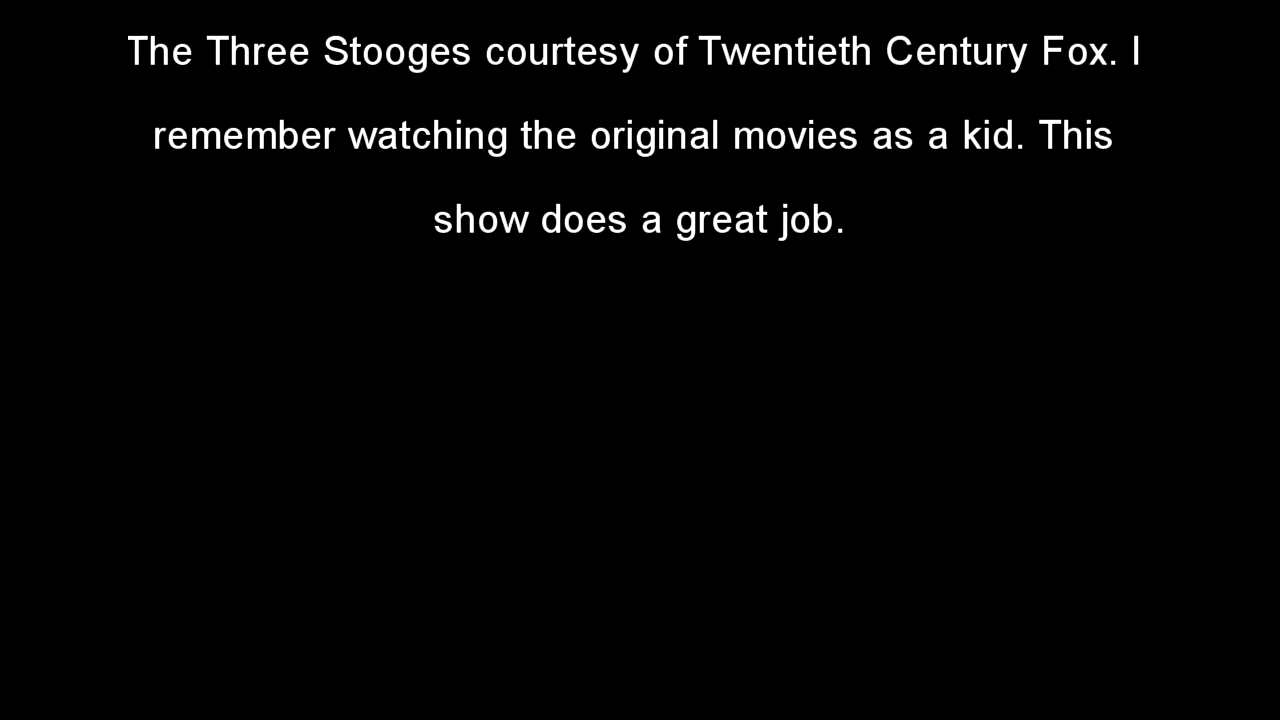 The Three Stooges courtesy of Twentieth Century Fox. I
remember watching the original movies as a kid. This
show does a great job.